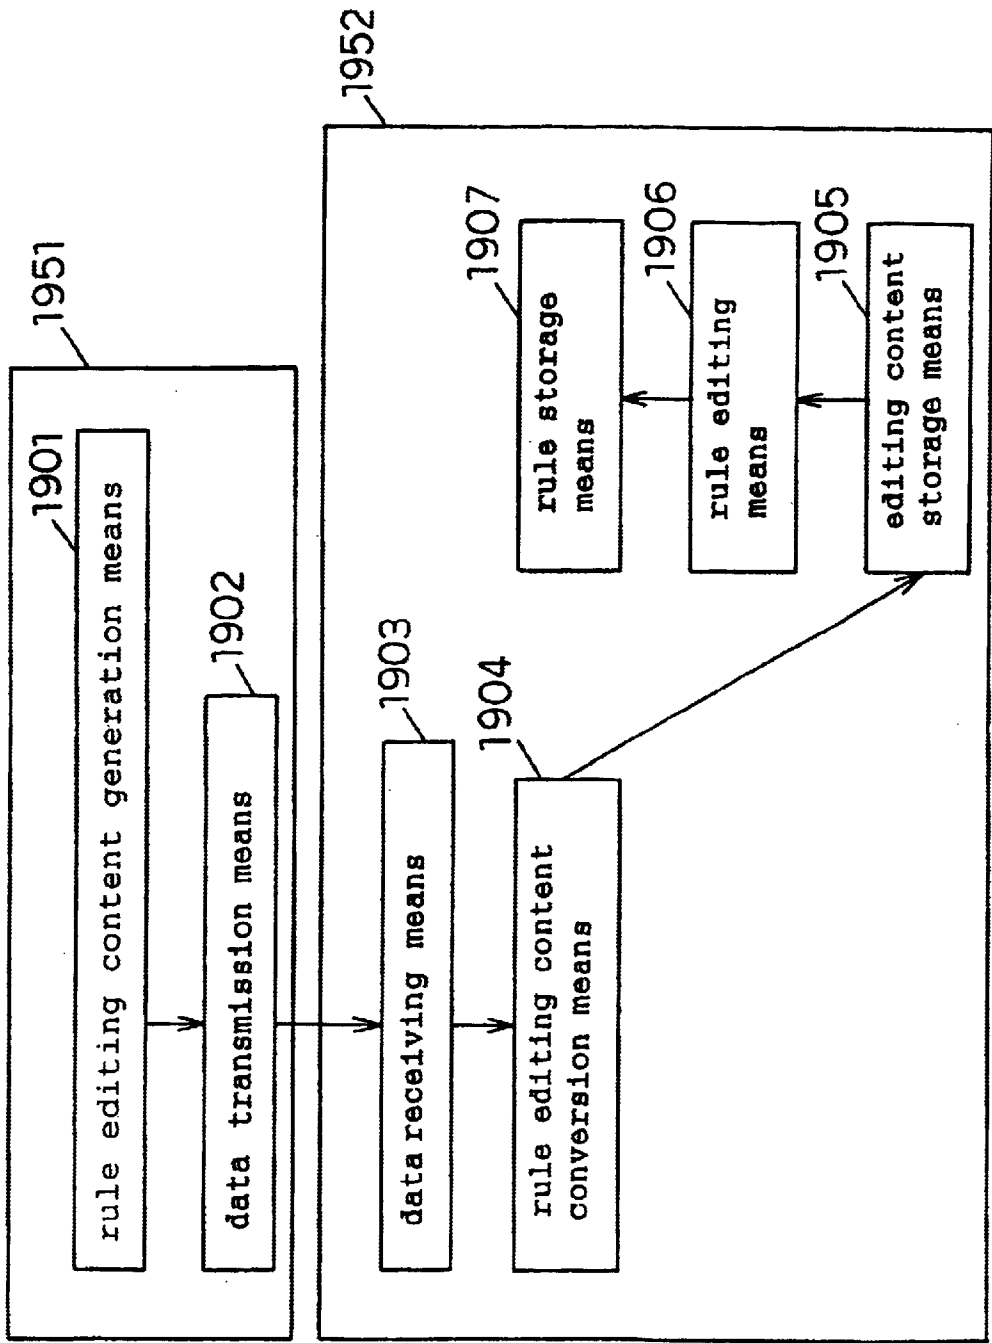 1951
1901
rule editing content generation means
1902
data transmission means
1952
1903
data receiving means
1904
rule editing content
conversion means
1907
rule storage
means
1906
rule editing
means
1905
editing content
storage means